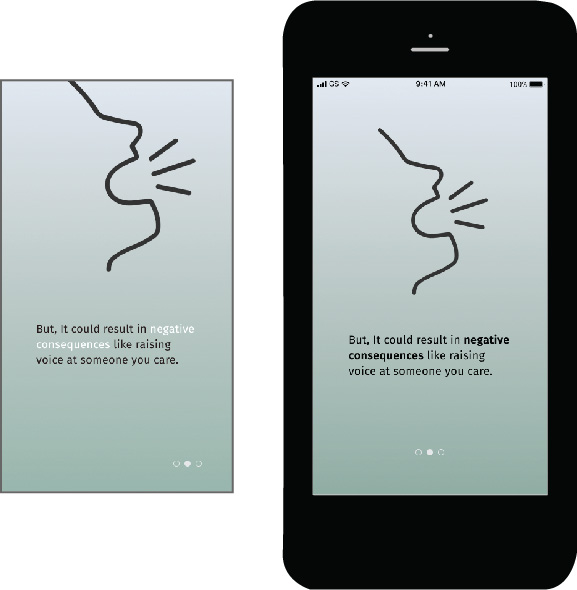 But, It could result in negative
consequences like raising
voice at someone you care.
GS 9:41 AM 100%
But, It could result in negative
consequences like raising
voice at someone you care.